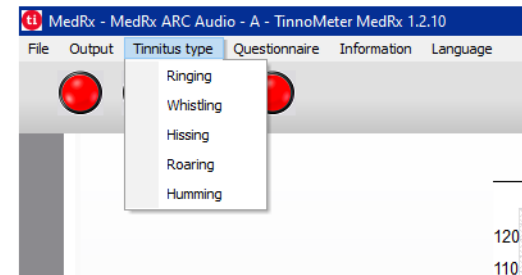 ti MedRx - MedRx ARC Audio - A - TinnoMeter MedRx 1.2.10
File Output Tinnitus type Questionnaire Information Language
Ringing
Whistling
Hissing
Roaring
Humming
120
110